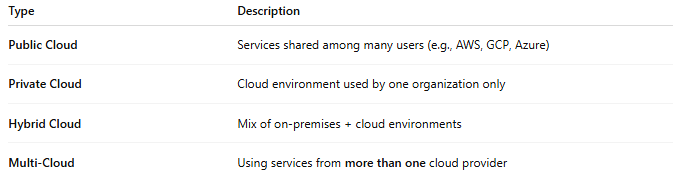 Type Description
Public Cloud Services shared among many users (e.g., AWS, GCP, Azure)
Private Cloud Cloud environment used by one organization only
Hybrid Cloud Mix of on-premises + cloud environments
Multi-Cloud Using services from more than one cloud provider